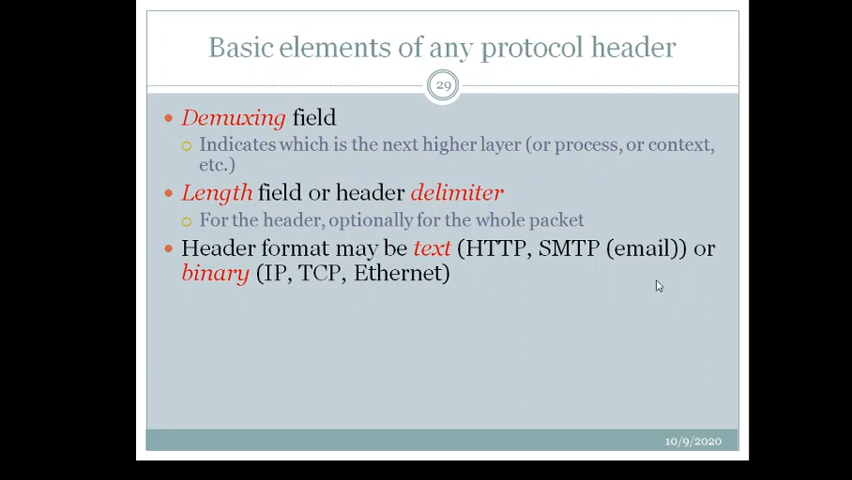 Basic elements of any protocol header
29
Demuxing field
Indicates which is the next higher layer (or process, or context,
etc.)
Length field or header delimiter
For the header, optionally for the whole packet
Header format may be text (HTTP, SMTP (email)) or
binary (IP, TCP, Ethernet)
10/9/2020